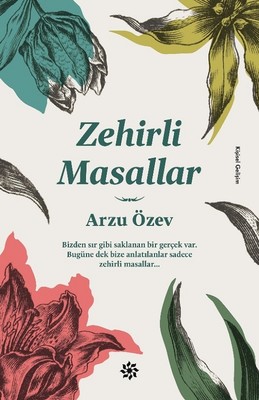 Zehirli
Masallar
Arzu Özev
Kişisel Gelişim
Bizden sır gibi saklanan bir gerçek var.
Bugüne dek bize anlatılanlar sadece
zehirli masallar...